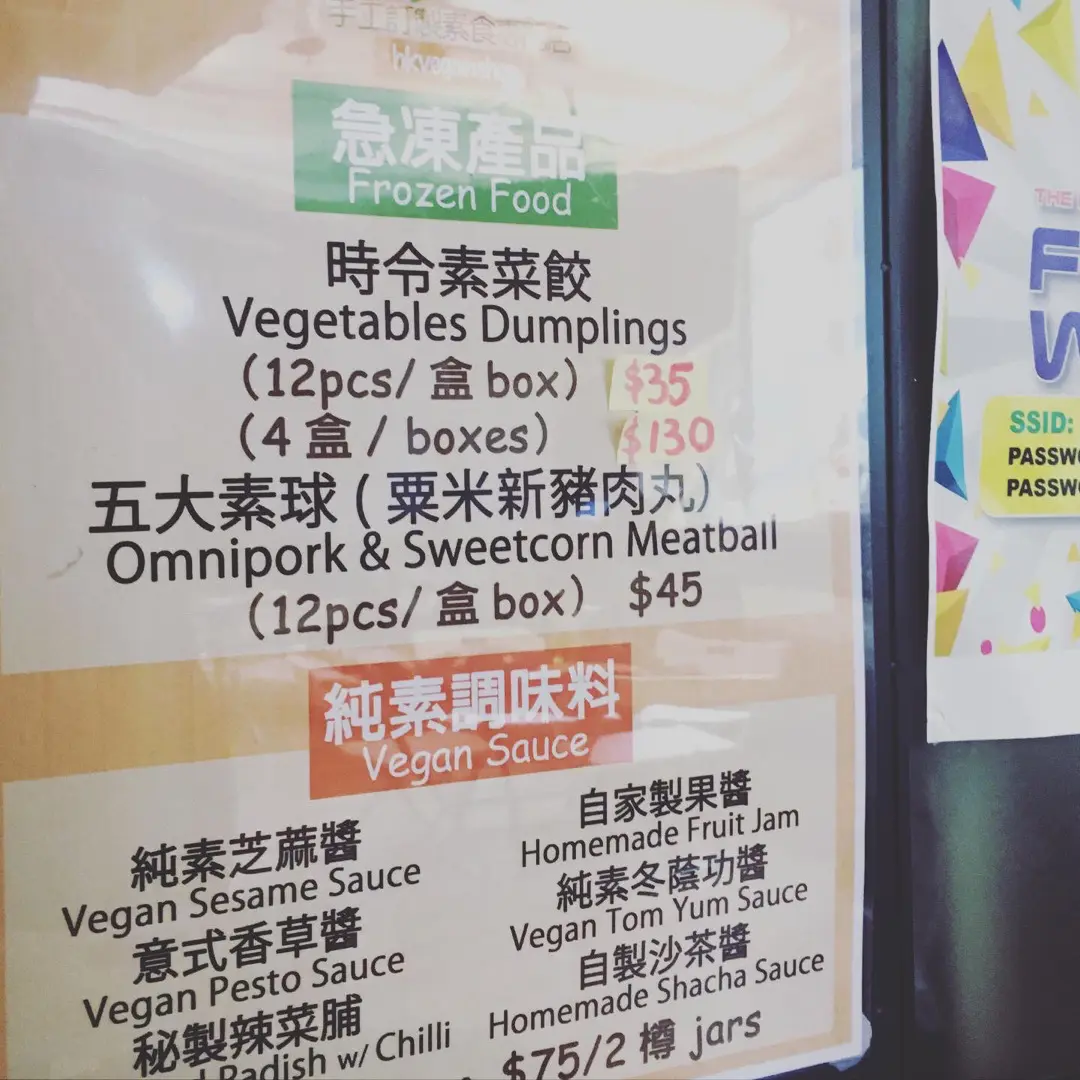 急凍產品
Frozen Food
時令素菜餃
Vegetables Dumplings
(12pcs/ 盒 box) $35
(4 盒 / boxes) $130
五大素球 ( 粟米新豬肉丸)
Omnipork & Sweetcorn Meatball
(12pcs/ 盒 box) $45
純素調味料
Vegan Sauce
純素芝蔴醬
Vegan Sesame Sauce
意式香草醬
Vegan Pesto Sauce
秘製辣菜脯
Radish w/ Chilli
自家製果醬
Homemade Fruit Jam
純素冬蔭功醬
Vegan Tom Yum Sauce
自製沙茶醬
Homemade Shacha Sauce
$75/2 樽 jars
THE
SSID: